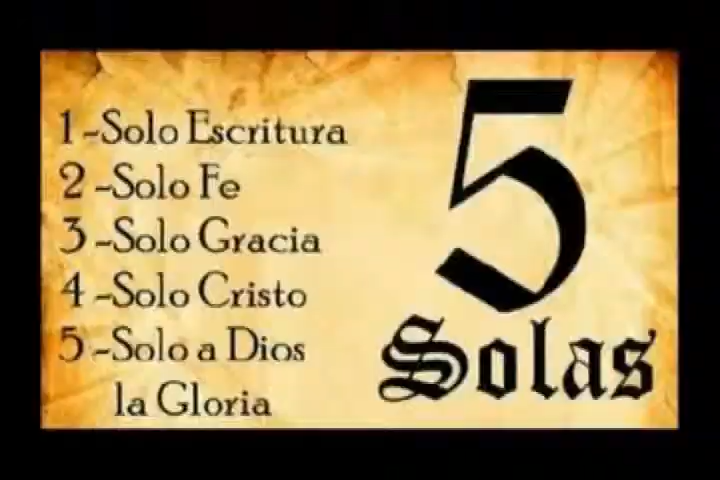 1 -Solo Escritura
2 -Solo Fe
3 -Solo Gracia
4 -Solo Cristo
5 -Solo a Dios
la Gloria
5
Solas